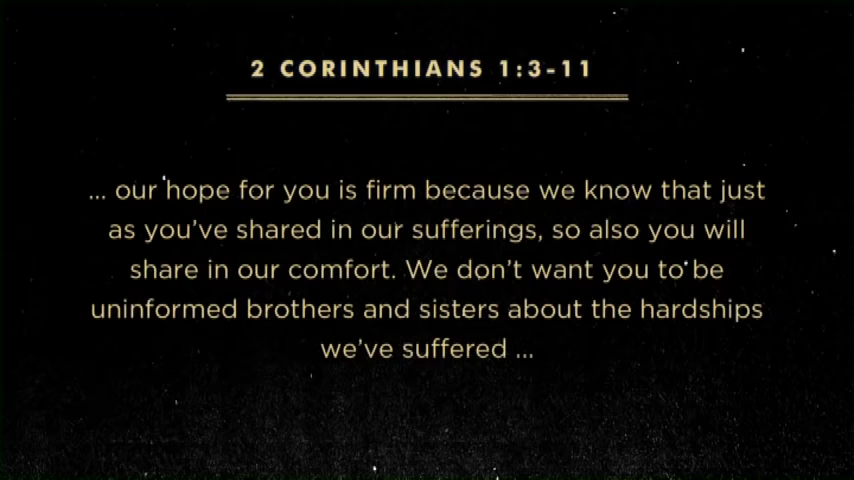 2 CORINTHIANS 1:3-11
... our hope for you is firm because we know that just
as you've shared in our sufferings, so also you will
share in our comfort. We don't want you to be
uninformed brothers and sisters about the hardships
we've suffered ...